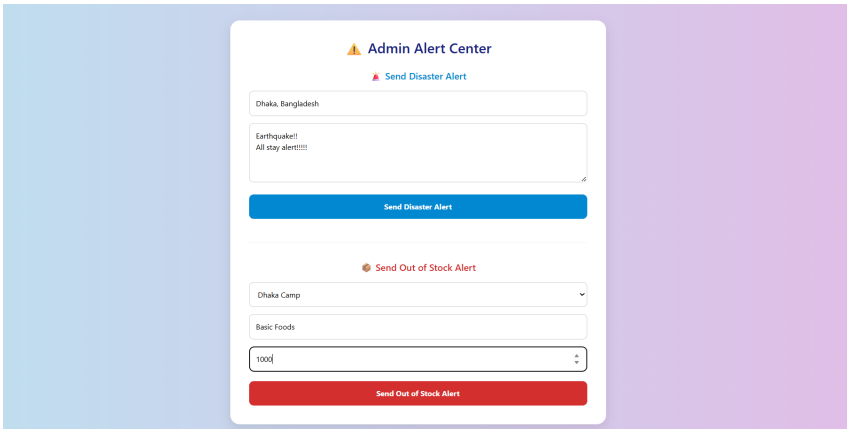 Admin Alert Center
Send Disaster Alert
Dhaka, Bangladesh
Earthquake!!
All stay alert!!!!!
Send Disaster Alert
Send Out of Stock Alert
Dhaka Camp
Basic Foods
1000
Send Out of Stock Alert